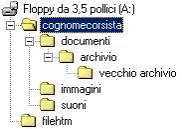 Floppy da 3,5 pollici (A:)
cognomecorsista
documenti
archivio
vecchio archivio
immagini
suoni
filehtm